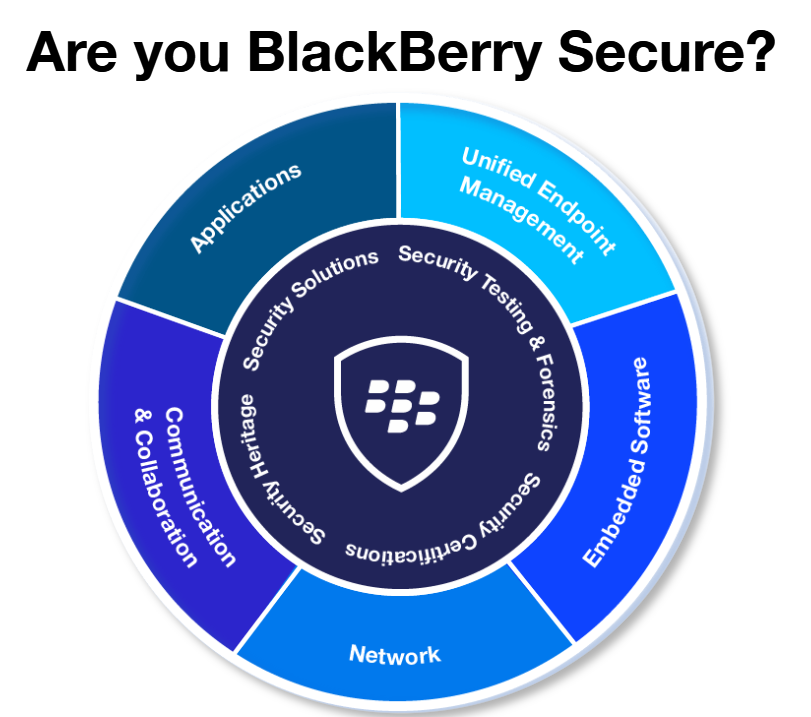 Are you BlackBerry Secure?
Applications
Unified Endpoint
Management
Embedded Software
Network
Communication
& Collaboration
Security Solutions
Security Testing & Forensics
Security Certifications
Security Heritage